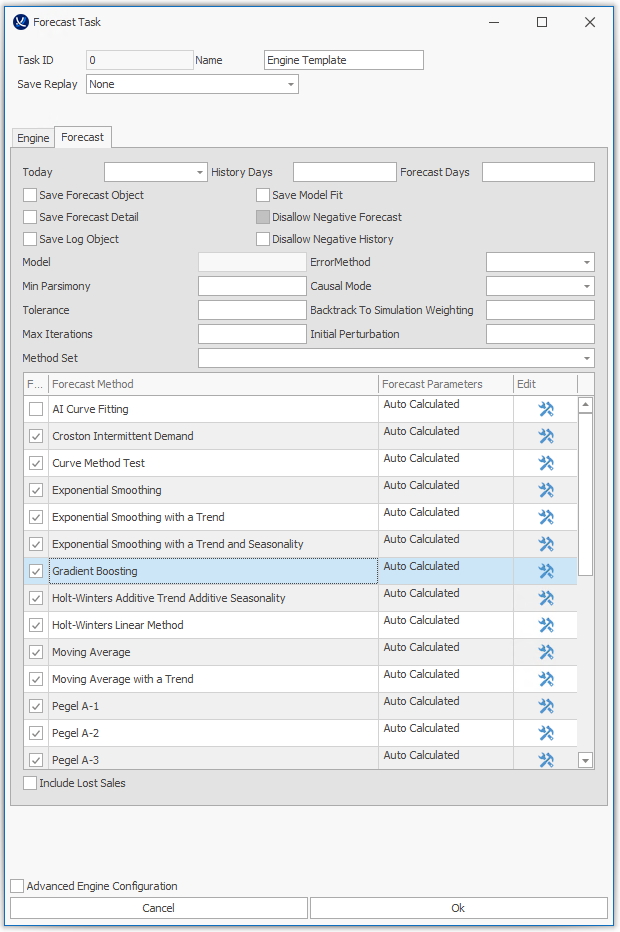 Forecast Task
Task ID 0 Name Engine Template
Save Replay None
Engine Forecast
Today History Days Forecast Days
Save Forecast Object Save Model Fit
Save Forecast Detail Disallow Negative Forecast
Save Log Object Disallow Negative History
Model ErrorMethod
Min Parsimony Causal Mode
Tolerance Backtrack To Simulation Weighting
Max Iterations Initial Perturbation
Method Set
F... Forecast Method Forecast Parameters Edit
AI Curve Fitting Auto Calculated
Croston Intermittent Demand Auto Calculated
Curve Method Test Auto Calculated
Exponential Smoothing Auto Calculated
Exponential Smoothing with a Trend Auto Calculated
Exponential Smoothing with a Trend and Seasonality Auto Calculated
Gradient Boosting Auto Calculated
Holt-Winters Additive Trend Additive Seasonality Auto Calculated
Holt-Winters Linear Method Auto Calculated
Moving Average Auto Calculated
Moving Average with a Trend Auto Calculated
Pegel A-1 Auto Calculated
Pegel A-2 Auto Calculated
Pegel A-3 Auto Calculated
Include Lost Sales
Advanced Engine Configuration
Cancel Ok